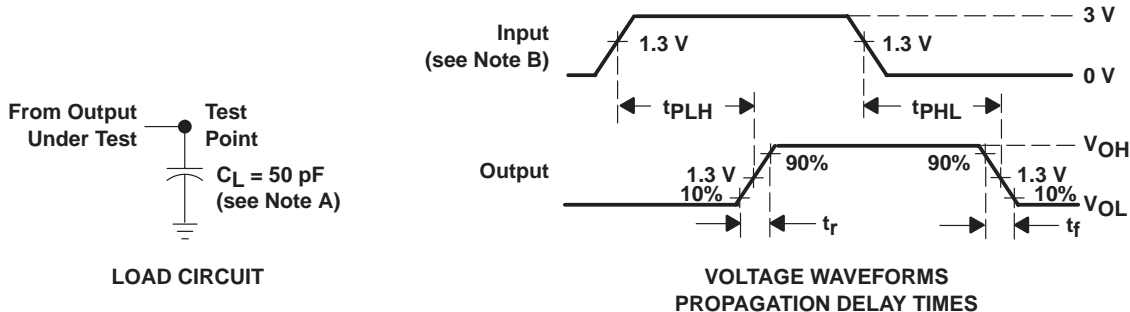 From Output
Under Test
Test
Point
CL = 50 pF
(see Note A)
LOAD CIRCUIT
Input
(see Note B)
1.3 V
1.3 V
3 V
0 V
tPLH
tPHL
Output
1.3 V
10%
90%
90%
1.3 V
10%
VOH
VOL
tr
tf
VOLTAGE WAVEFORMS
PROPAGATION DELAY TIMES